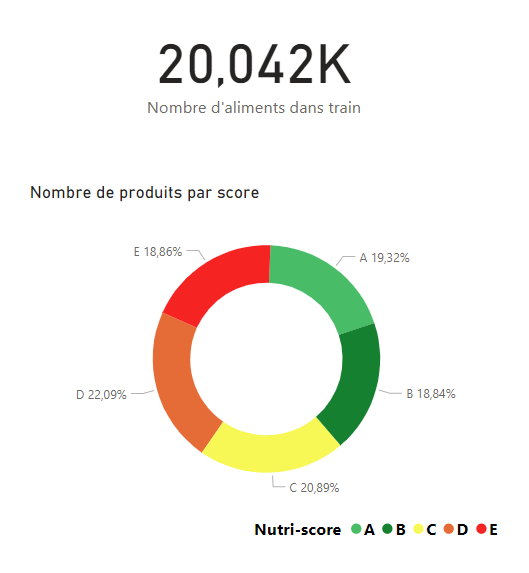 20,042K
Nombre d'aliments dans train
Nombre de produits par score
E 18,86%
A 19,32%
D 22,09%
B 18,84%
C 20,89%
Nutri-score A B C D E